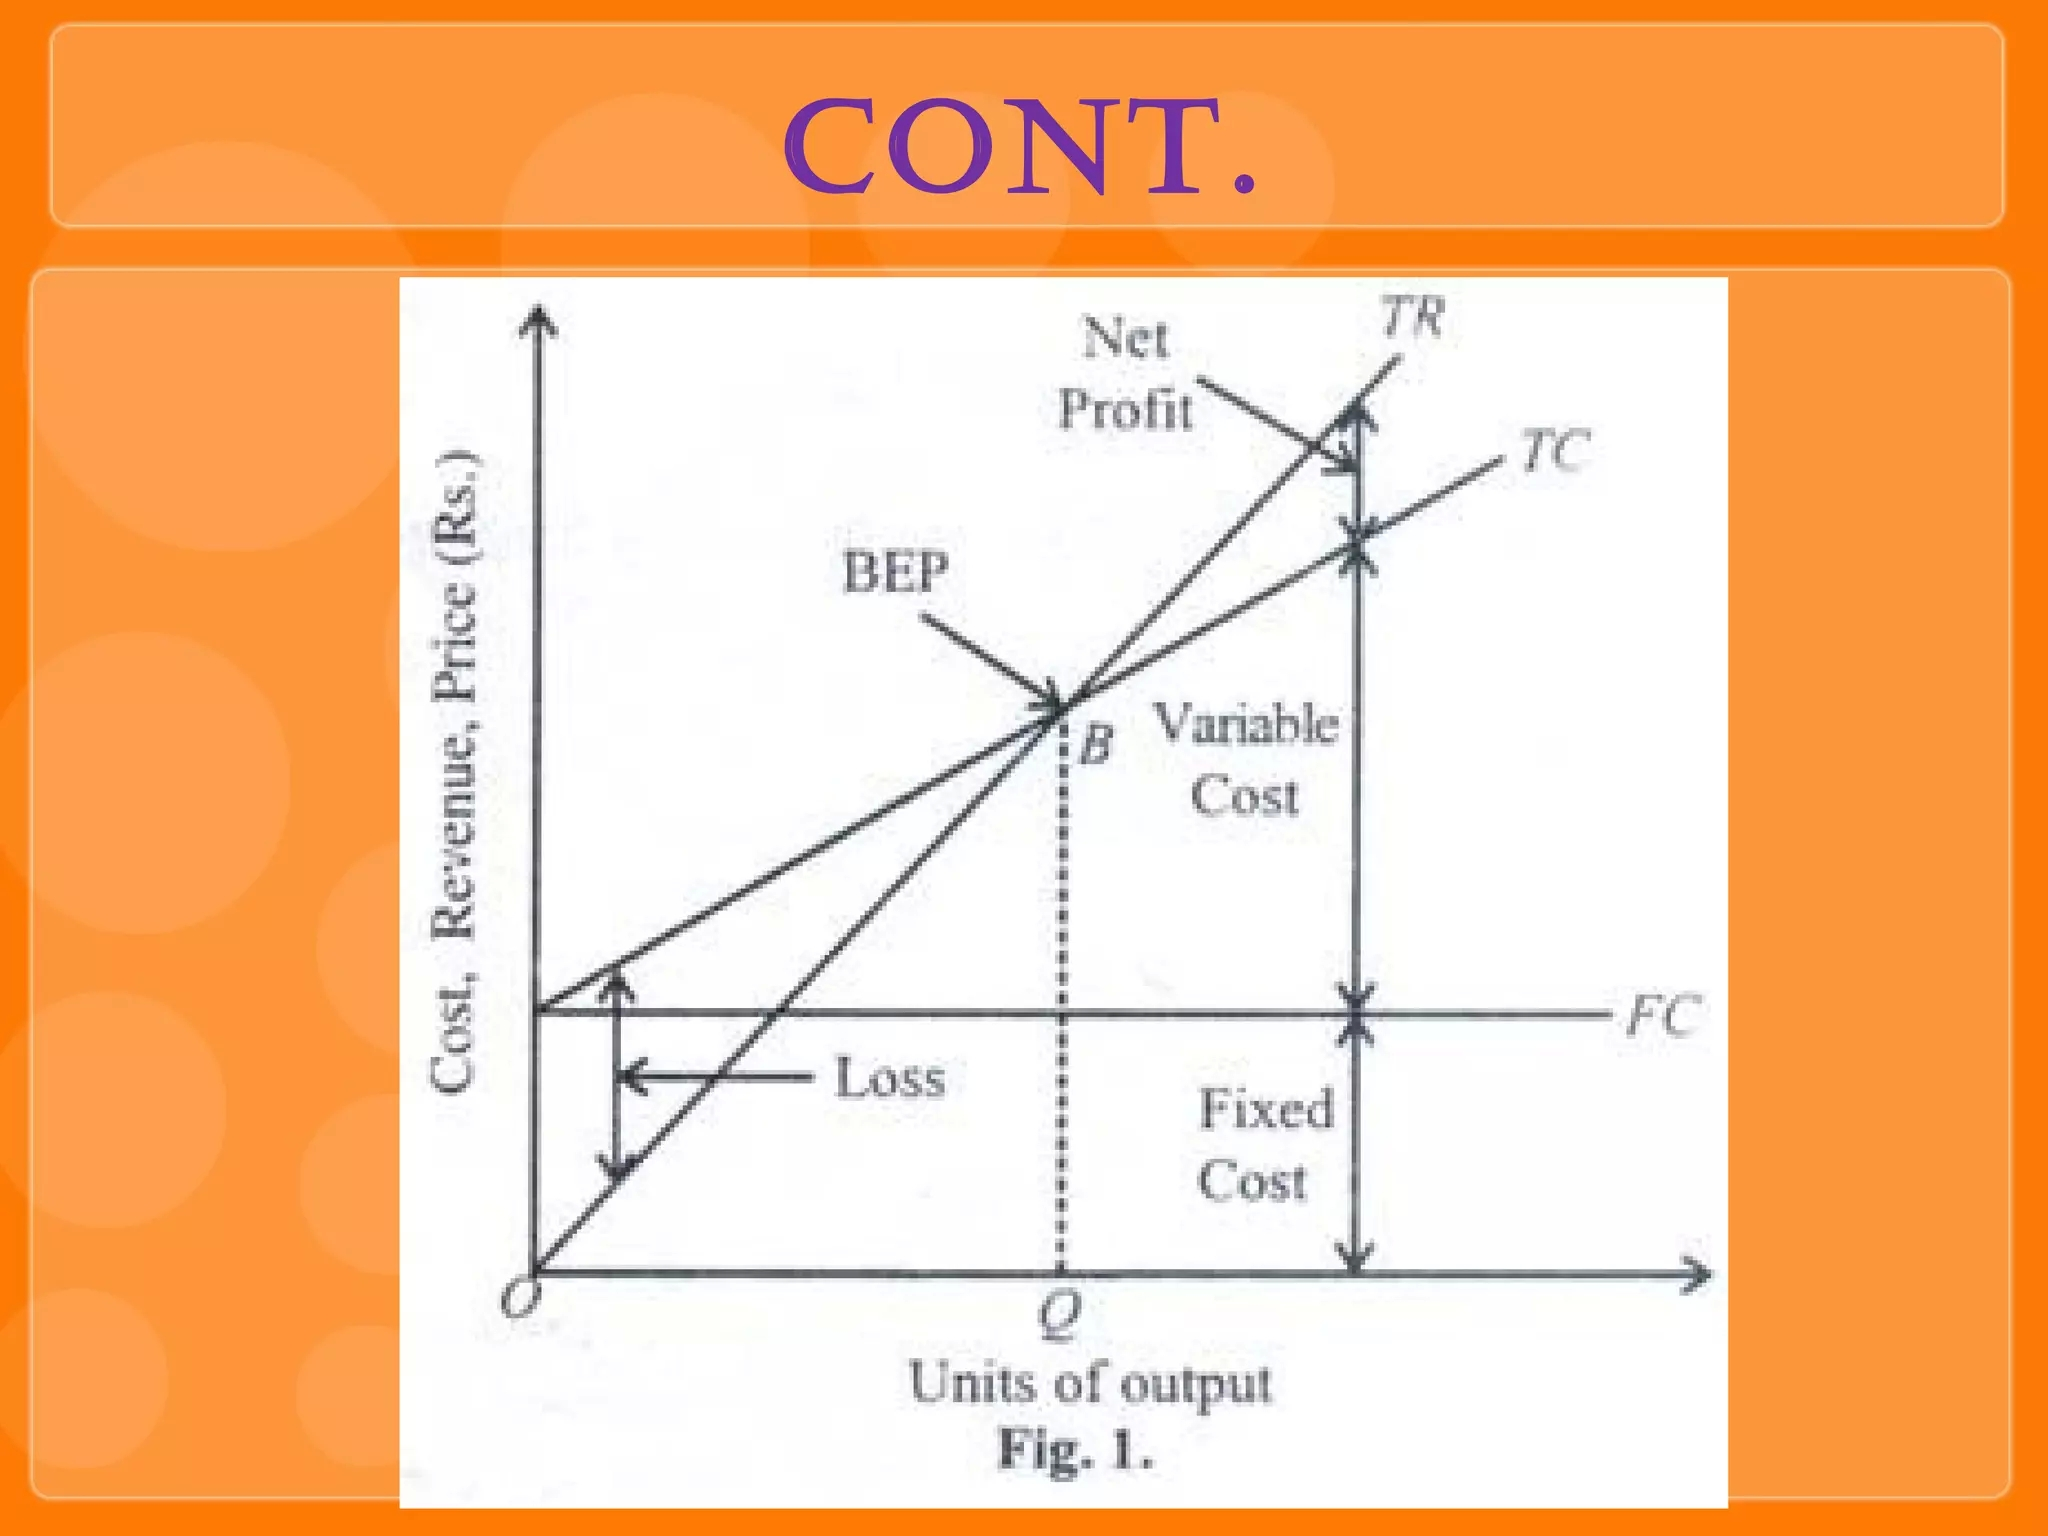 CONT.
TR
Net
Profit
TC
BEP
B
Variable
Cost
Cost, Revenue, Price (Rs.)
FC
Loss
Fixed
Cost
O
Q
Units of output
Fig. 1.